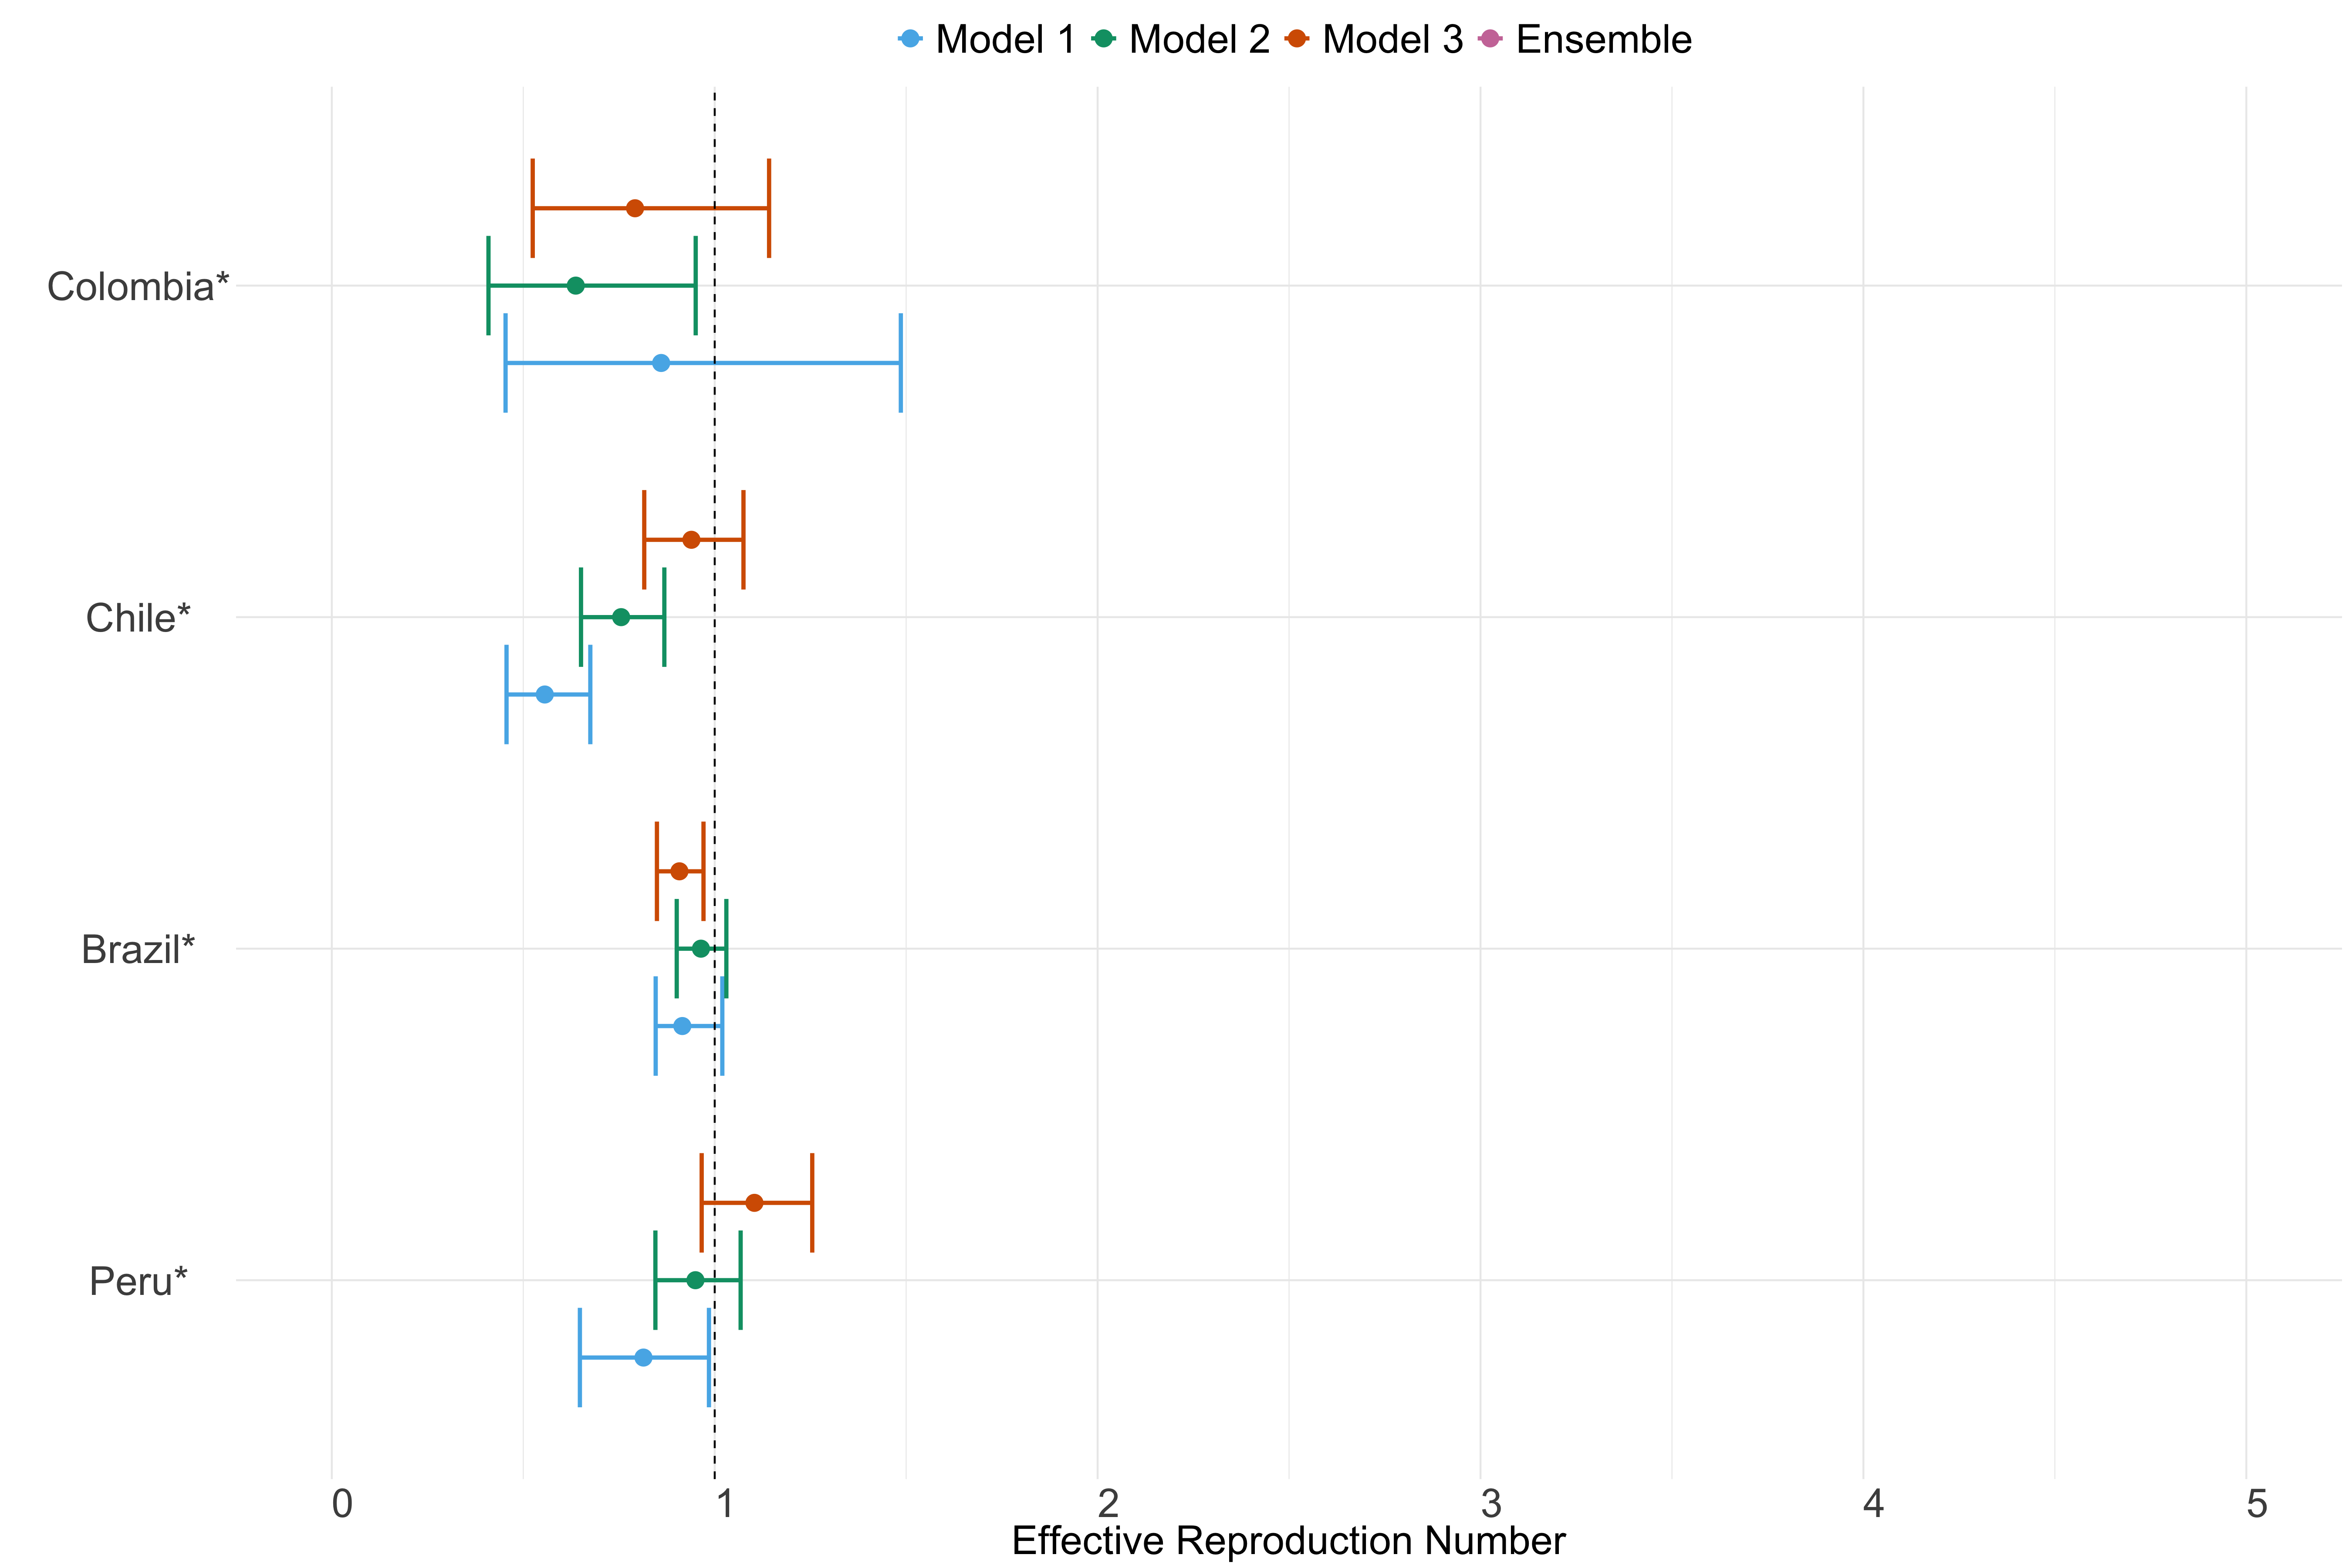 Model 1 Model 2 Model 3 Ensemble
Colombia*
Chile*
Brazil*
Peru*
0 1 2 3 4 5
Effective Reproduction Number